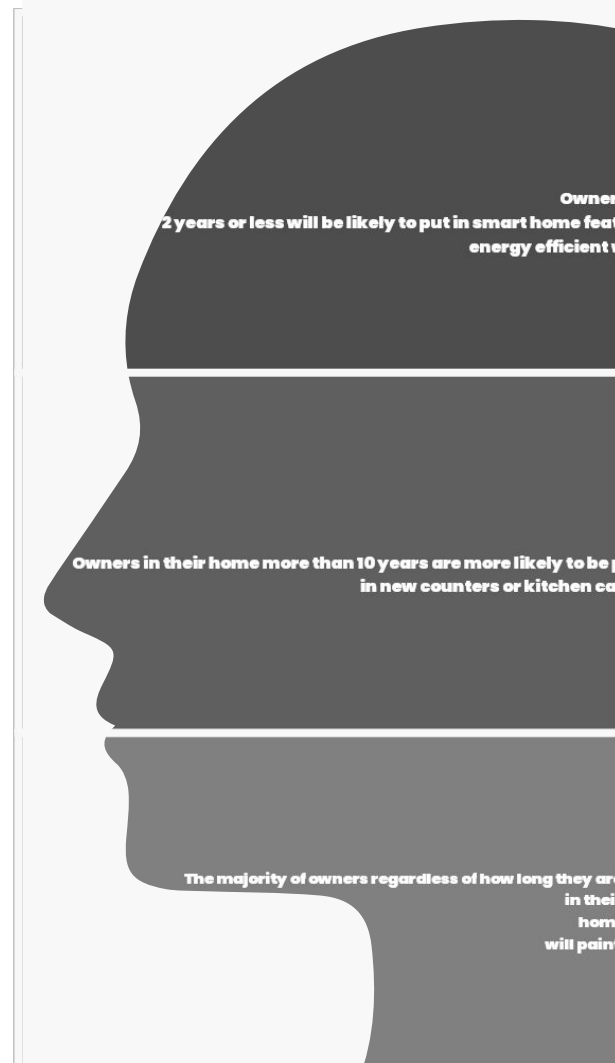 Owner
2 years or less will be likely to put in smart home feat
energy efficient
Owners in their home more than 10 years are more likely to be p
in new counters or kitchen ca
The majority of owners regardless of how long they are
in thei
hom
will pain